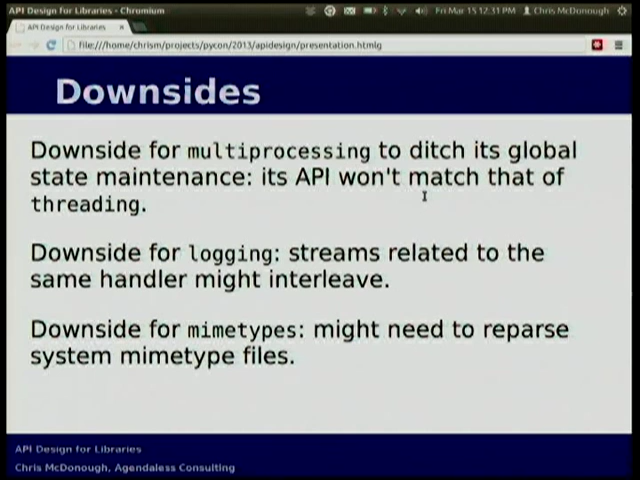 API Design for Libraries - Chromium
Fri Mar 15 12:31 PM Chris McDonough
API Design for Libraries
file:///home/chrism/projects/pycon/2013/apidesign/presentation.html
Downsides
Downside for multiprocessing to ditch its global
state maintenance: its API won't match that of
threading.
Downside for logging: streams related to the
same handler might interleave.
Downside for mimetypes: might need to reparse
system mimetype files.
API Design for Libraries
Chris McDonough, Agendaless Consulting